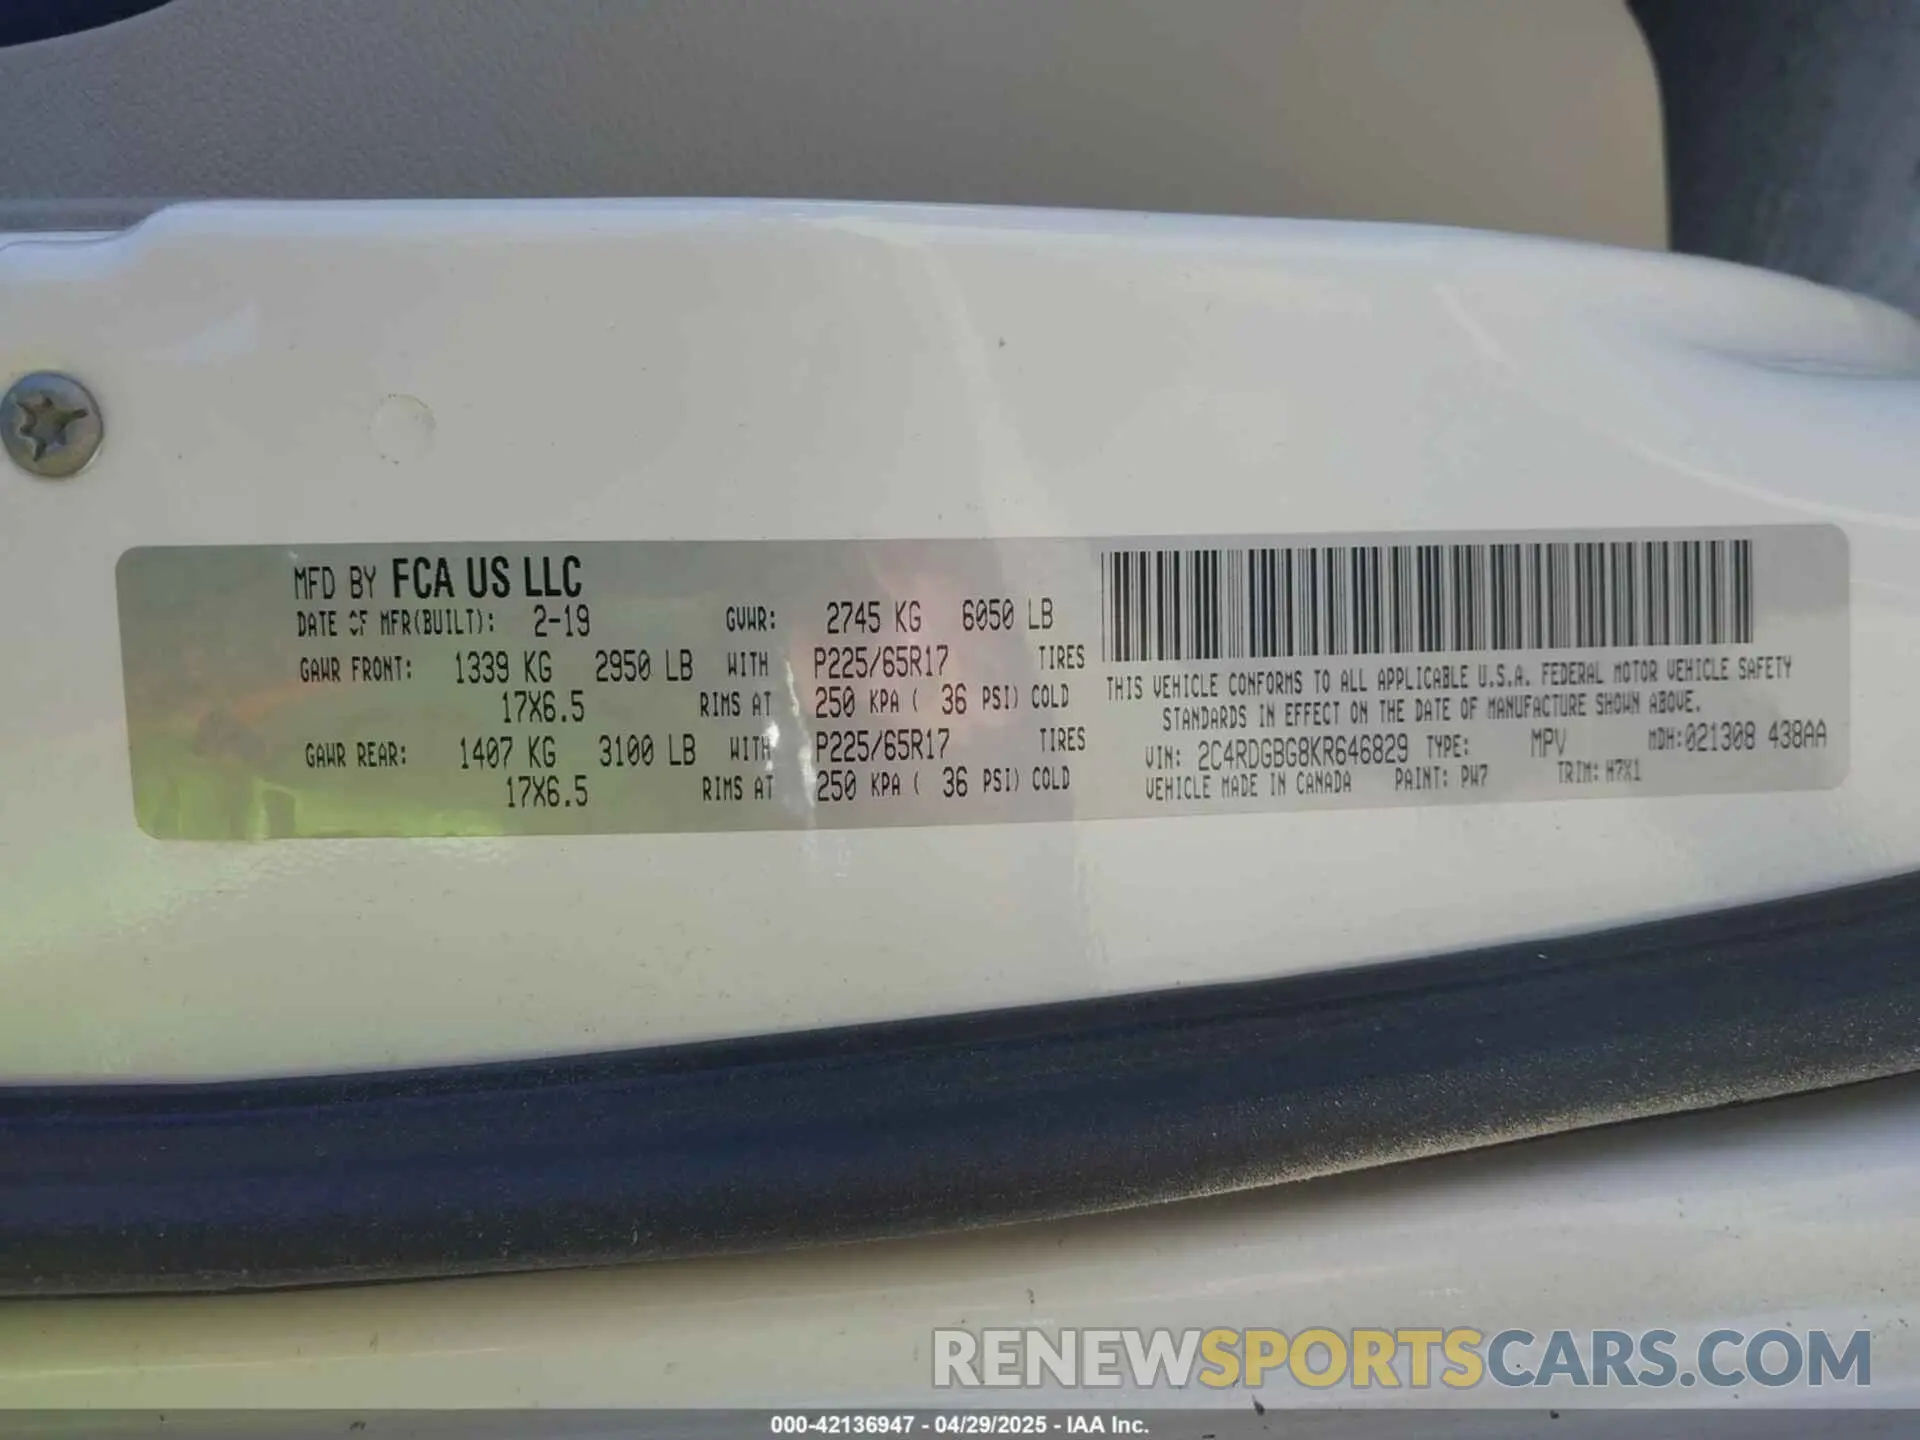 MFD BY FCA US LLC
DATE OF MFR(BUILT): 2-19 GVWR: 2745 KG 6050 LB
GAWR FRONT: 1339 KG 2950 LB WITH P225/65R17 TIRES
17X6.5 RIMS AT 250 KPA ( 36 PSI) COLD
GAWR REAR: 1407 KG 3100 LB WITH P225/65R17 TIRES
17X6.5 RIMS AT 250 KPA ( 36 PSI) COLD
THIS VEHICLE CONFORMS TO ALL APPLICABLE U.S.A. FEDERAL MOTOR VEHICLE SAFETY
STANDARDS IN EFFECT ON THE DATE OF MANUFACTURE SHOWN ABOVE.
VIN: 2C4RDGBG8KR646829 TYPE: MPV MDH:021308 438AA
VEHICLE MADE IN CANADA PAINT: PW7 TRIM: H7X1
RENEWSPORTSCARS.COM
000-42136947 - 04/29/2025 - IAA Inc.